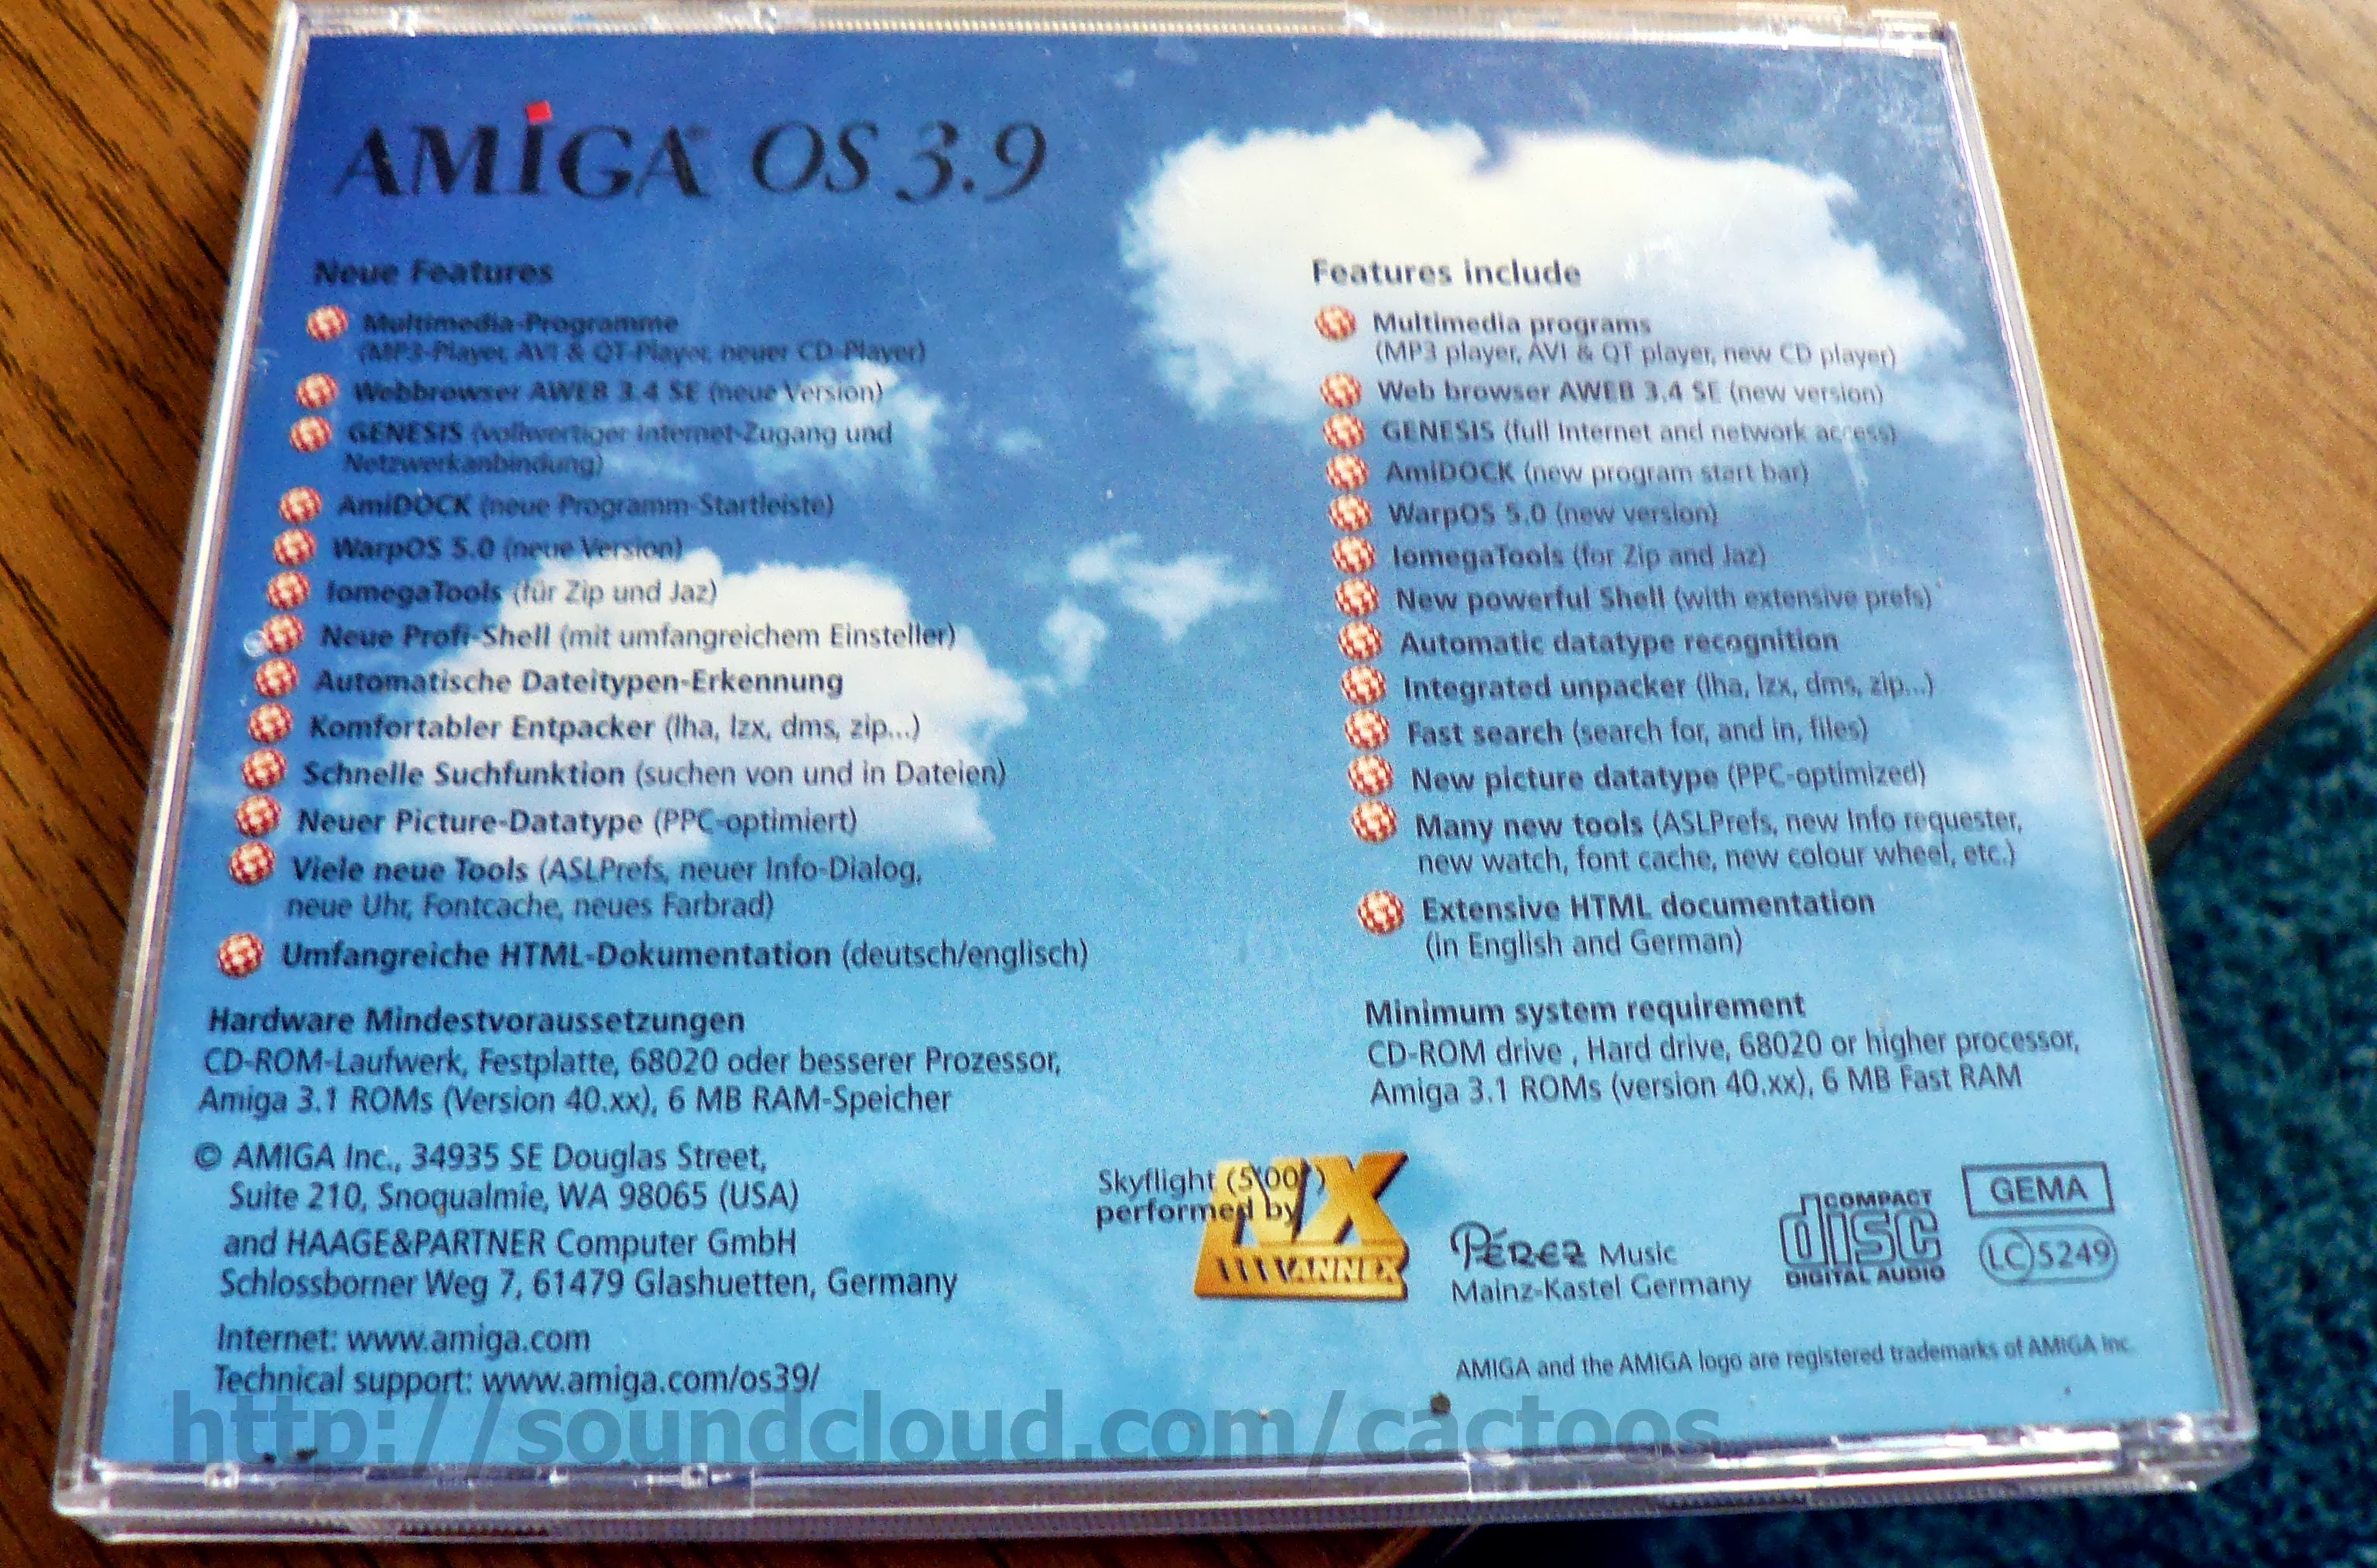 AMIGA OS 3.9
Neue Features
Multimedia-Programme
(MP3-Player, AVI & QT-Player, neuer CD-Player)
Webbrowser AWEB 3.4 SE (neue Version)
GENESIS (vollwertiger Internet-Zugang und
Netzwerkanbindung)
AmiDOCK (neue Programm-Startleiste)
WarpOS 5.0 (neue Version)
IomegaTools (für Zip und Jaz)
Neue Profi-Shell (mit umfangreichem Einsteller)
Automatische Dateitypen-Erkennung
Komfortabler Entpacker (lha, lzx, dms, zip...)
Schnelle Suchfunktion (suchen von und in Dateien)
Neuer Picture-Datatype (PPC-optimiert)
Viele neue Tools (ASLPrefs, neuer Info-Dialog,
neue Uhr, Fontcache, neues Farbrad)
Umfangreiche HTML-Dokumentation (deutsch/englisch)
Hardware Mindestvoraussetzungen
CD-ROM-Laufwerk, Festplatte, 68020 oder besserer Prozessor,
Amiga 3.1 ROMs (Version 40.xx), 6 MB RAM-Speicher
Features include
Multimedia programs
(MP3 player, AVI & QT player, new CD player)
Web browser AWEB 3.4 SE (new version)
GENESIS (full Internet and network access)
AmiDOCK (new program start bar)
WarpOS 5.0 (new version)
IomegaTools (for Zip and Jaz)
New powerful Shell (with extensive prefs)
Automatic datatype recognition
Integrated unpacker (lha, lzx, dms, zip...)
Fast search (search for, and in, files)
New picture datatype (PPC-optimized)
Many new tools (ASLPrefs, new Info requester,
new watch, font cache, new colour wheel, etc.)
Extensive HTML documentation
(in English and German)
Minimum system requirement
CD-ROM drive , Hard drive, 68020 or higher processor,
Amiga 3.1 ROMs (version 40.xx), 6 MB Fast RAM
© AMIGA Inc., 34935 SE Douglas Street,
Suite 210, Snoqualmie, WA 98065 (USA)
and HAAGE&PARTNER Computer GmbH
Schlossborner Weg 7, 61479 Glashuetten, Germany
Internet: www.amiga.com
Technical support: www.amiga.com/os39/
Skyflight (5'00')
performed by
ANNEX
PÉREZ Music
Mainz-Kastel Germany
COMPACT
disc
DIGITAL AUDIO
GEMA
LC 5249
AMIGA and the AMIGA logo are registered trademarks of AMIGA Inc.
http://soundcloud.com/cactoos